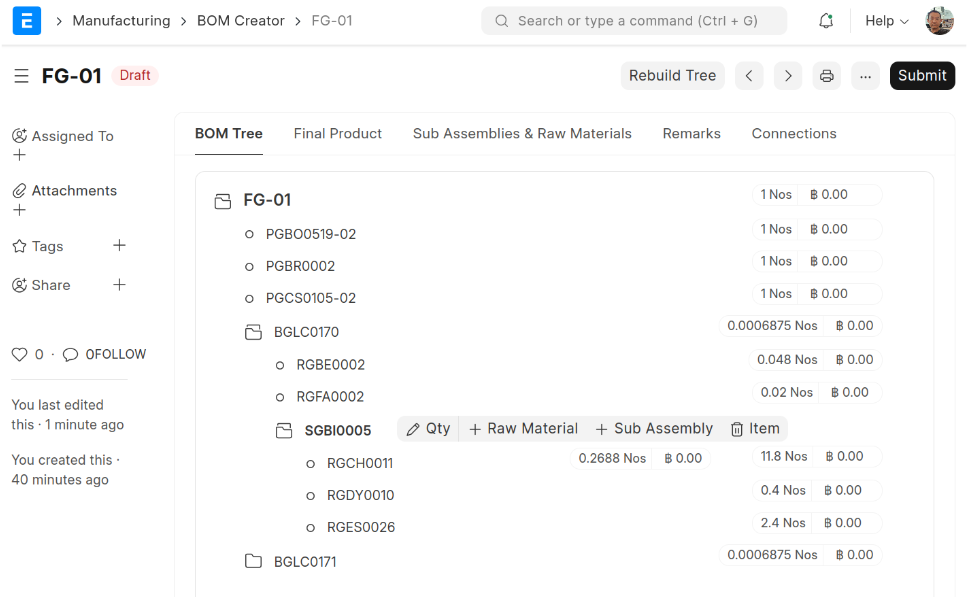 E Manufacturing BOM Creator FG-01 Search or type a command (Ctrl + G) Help
FG-01 Draft Rebuild Tree ... Submit
Assigned To
+
Attachments
+
Tags +
Share +
0 · 0FOLLOW
You last edited
this · 1 minute ago
You created this ·
40 minutes ago
BOM Tree Final Product Sub Assemblies & Raw Materials Remarks Connections
FG-01 1 Nos ฿ 0.00
PGBO0519-02 1 Nos ฿ 0.00
PGBR0002 1 Nos ฿ 0.00
PGCS0105-02 1 Nos ฿ 0.00
BGLC0170 0.0006875 Nos ฿ 0.00
RGBE0002 0.048 Nos ฿ 0.00
RGFA0002 0.02 Nos ฿ 0.00
SGBI0005 Qty + Raw Material + Sub Assembly Item
0.2688 Nos ฿ 0.00
RGCH0011 11.8 Nos ฿ 0.00
RGDY0010 0.4 Nos ฿ 0.00
RGES0026 2.4 Nos ฿ 0.00
BGLC0171 0.0006875 Nos ฿ 0.00